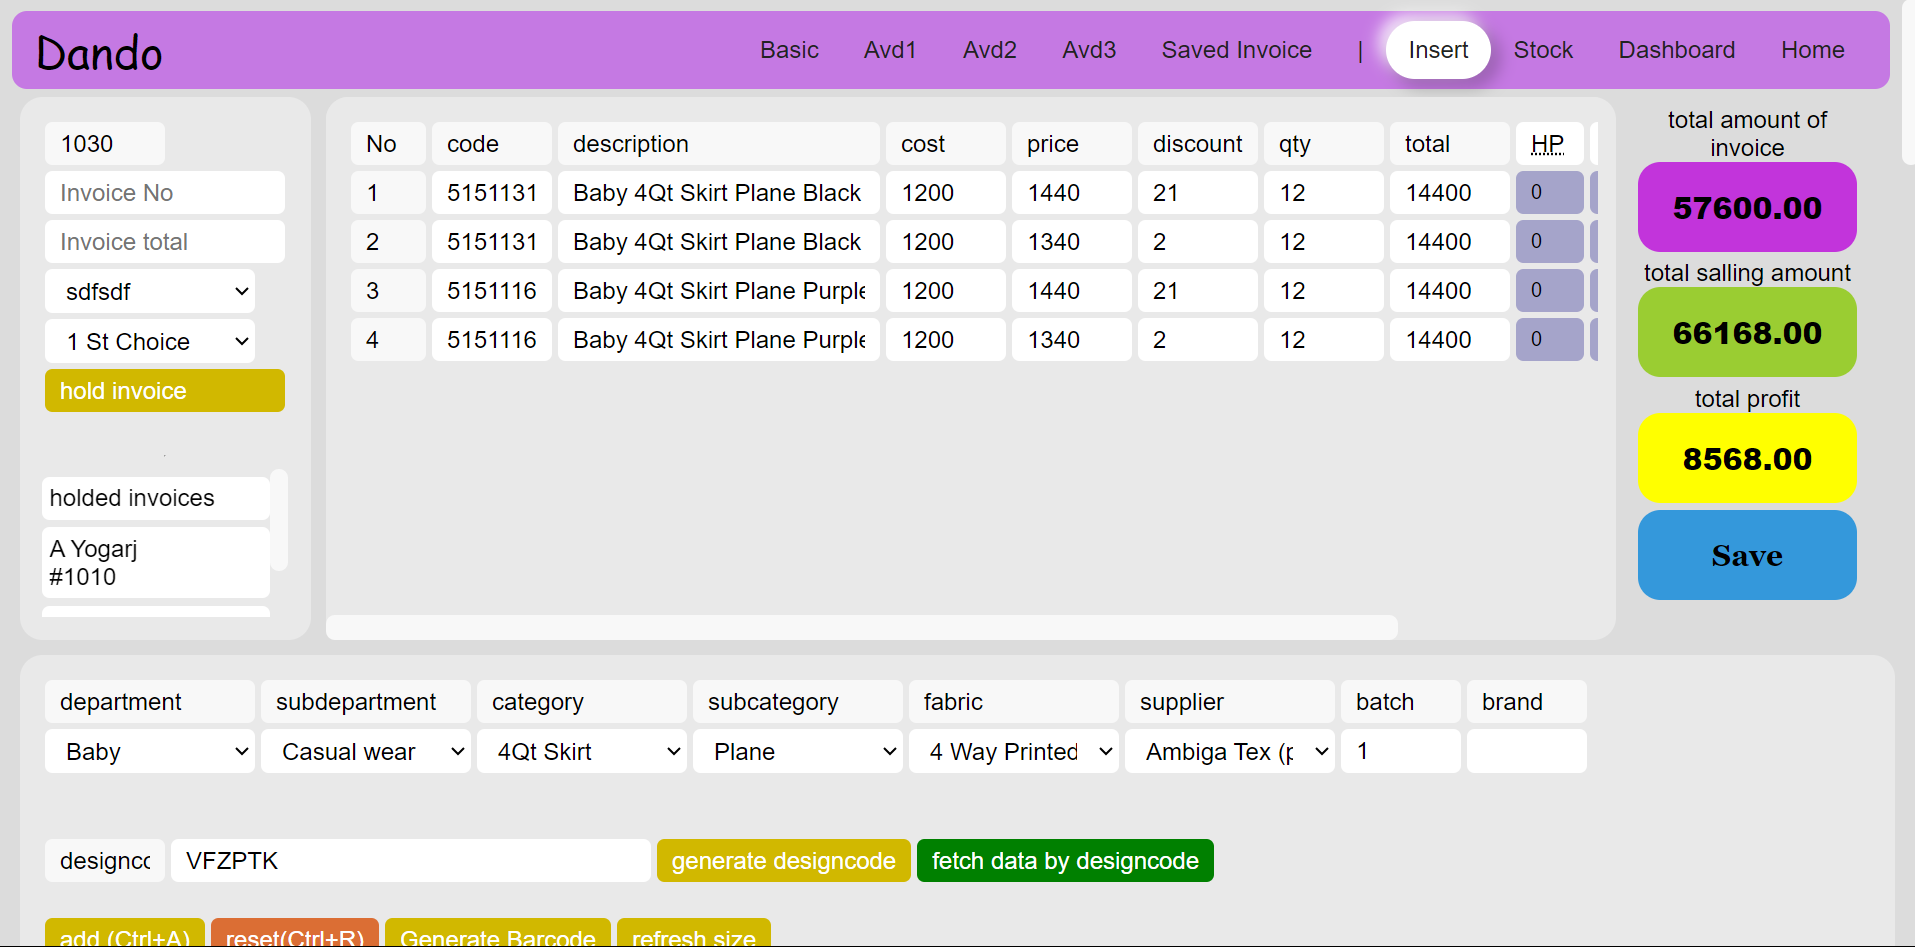 Dando
Basic Avd1 Avd2 Avd3 Saved Invoice | Insert Stock Dashboard Home
1030
Invoice No
Invoice total
sdfsdf
1 St Choice
hold invoice
holded invoices
A Yogarj
#1010
No code description cost price discount qty total HP
1 5151131 Baby 4Qt Skirt Plane Black 1200 1440 21 12 14400 0
2 5151131 Baby 4Qt Skirt Plane Black 1200 1340 2 12 14400 0
3 5151116 Baby 4Qt Skirt Plane Purple 1200 1440 21 12 14400 0
4 5151116 Baby 4Qt Skirt Plane Purple 1200 1340 2 12 14400 0
total amount of
invoice
57600.00
total salling amount
66168.00
total profit
8568.00
Save
department subdepartment category subcategory fabric supplier batch brand
Baby Casual wear 4Qt Skirt Plane 4 Way Printed Ambiga Tex (p 1
designco VFZPTK generate designcode fetch data by designcode
add (Ctrl+A) reset(Ctrl+R) Generate Barcode refresh size